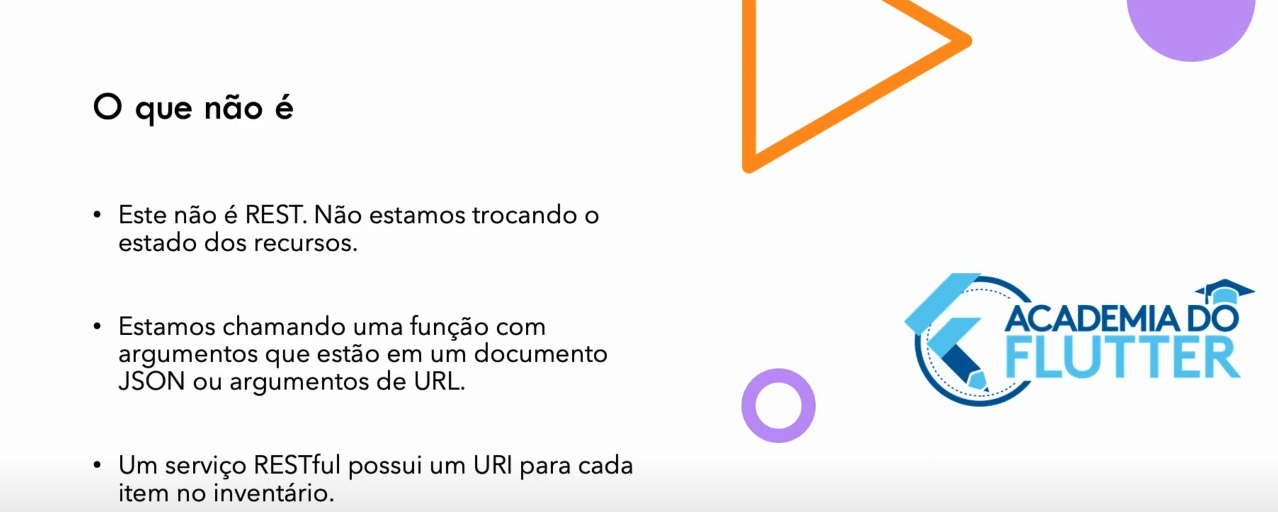 O que não é
• Este não é REST. Não estamos trocando o
estado dos recursos.
• Estamos chamando uma função com
argumentos que estão em um documento
JSON ou argumentos de URL.
• Um serviço RESTful possui um URI para cada
item no inventário.
ACADEMIA DO
FLUTTER